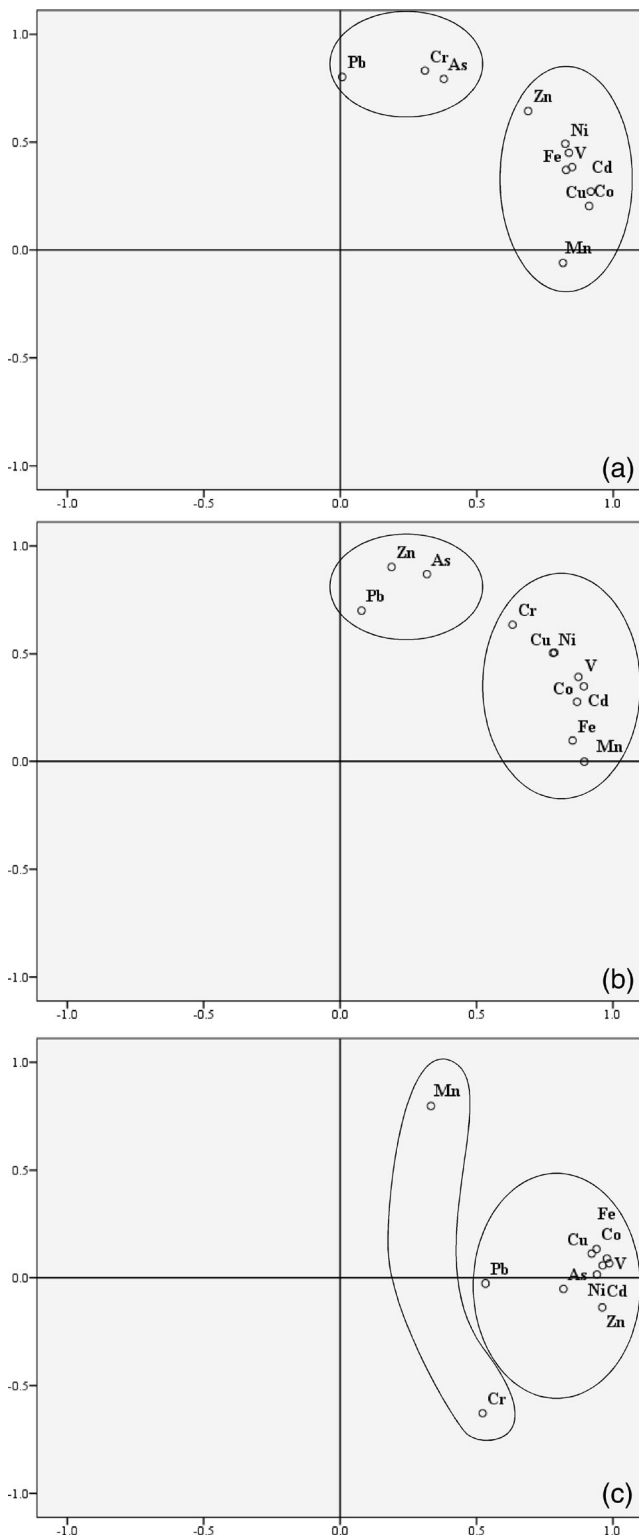 1.0
Pb Cr As
Zn
0.5
Ni
Fe V Cd
Cu Co
0.0
Mn
-0.5
-1.0
(a)
-1.0 -0.5 0.0 0.5 1.0
1.0
Zn As
Pb
Cr
0.5
Cu Ni
V
Co Cd
Fe
Mn
0.0
-0.5
-1.0
(b)
-1.0 -0.5 0.0 0.5 1.0
1.0
Mn
0.5
Fe
Cu Co
V
0.0
Pb As
Ni Cd
Zn
-0.5
Cr
-1.0
(c)
-1.0 -0.5 0.0 0.5 1.0